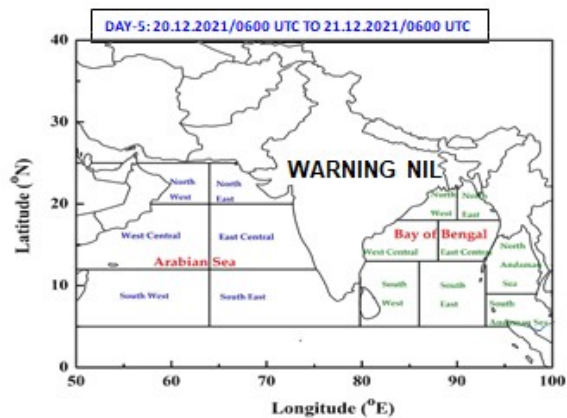 DAY-5: 20.12.2021/0600 UTC TO 21.12.2021/0600 UTC
40
30
20
10
0
Latitude (°N)
WARNING NIL
North
West
North
East
West Central
East Central
Arabian Sea
South West
South East
North
West
North
East
Bay of Bengal
West Central
East Central
South
West
South
East
North
Andaman
Sea
South
Andaman Sea
50 60 70 80 90 100
Longitude (°E)